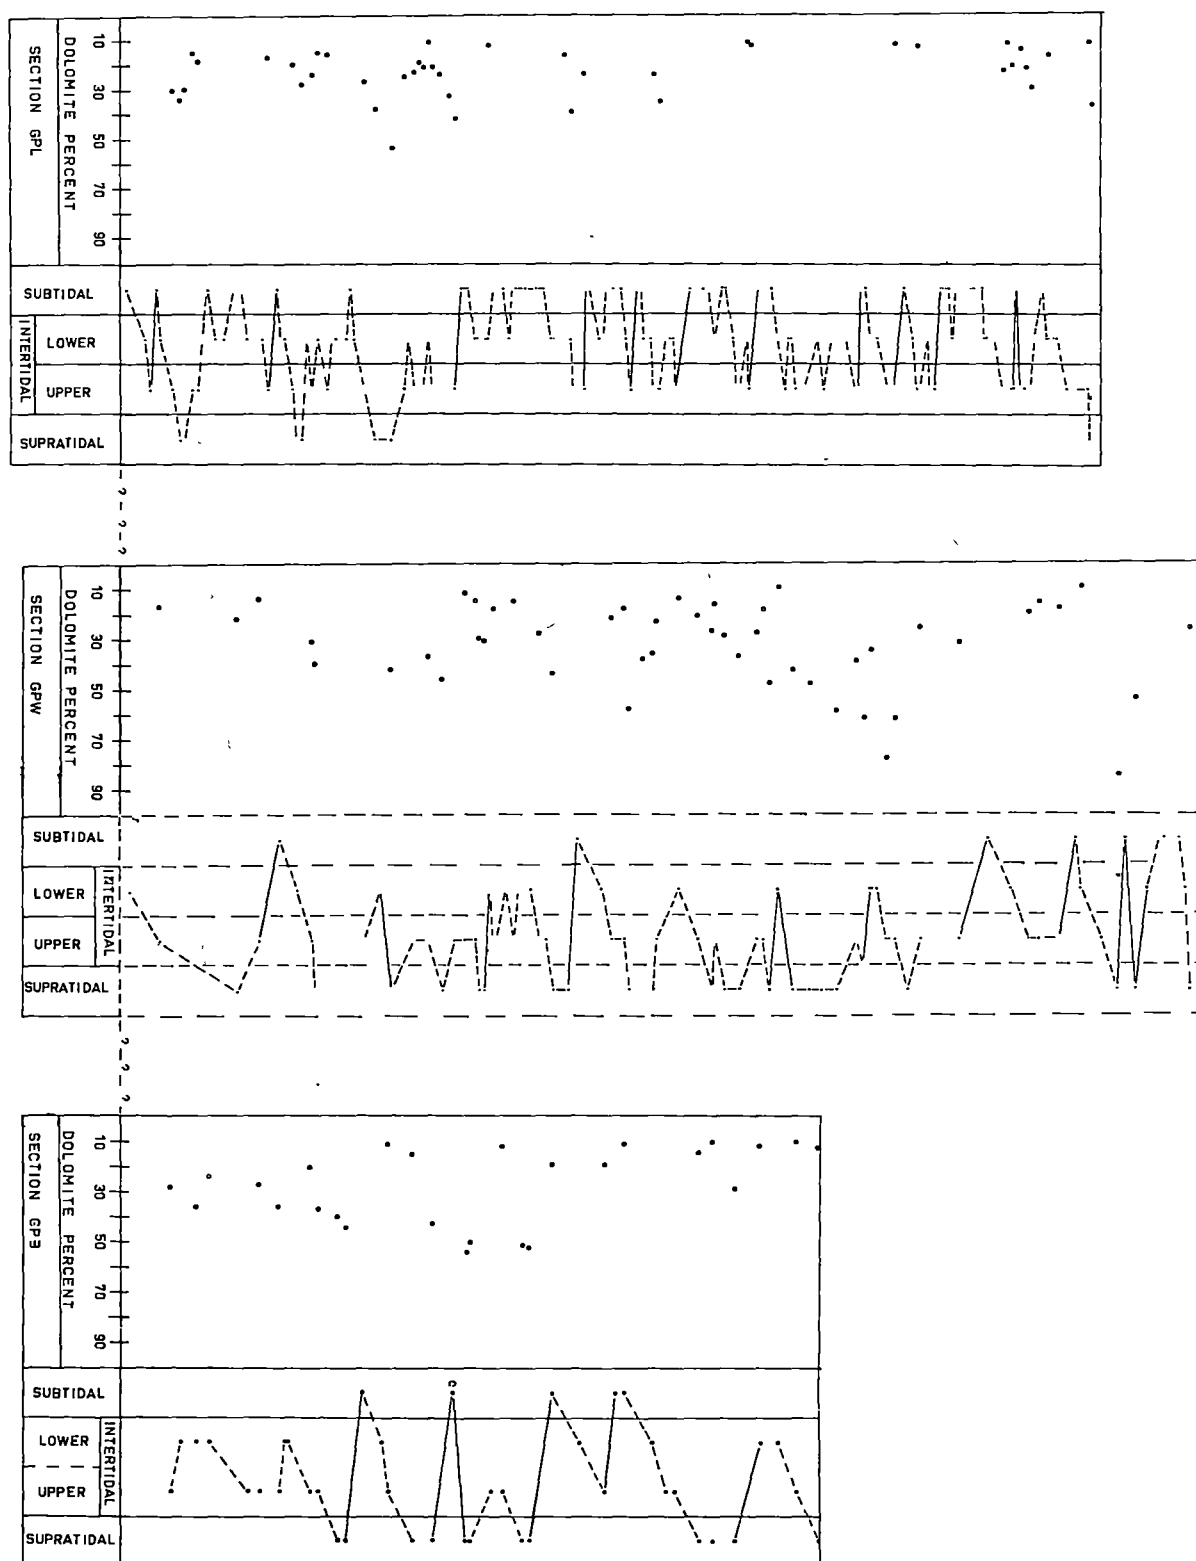 SECTION GPL
DOLOMITE PERCENT
10 30 50 70 90
SUBTIDAL
INTERTIDAL
LOWER
UPPER
SUPRATIDAL
? - ? - ?
SECTION GPW
DOLOMITE PERCENT
10 30 50 70 90
SUBTIDAL
INTERTIDAL
LOWER
UPPER
SUPRATIDAL
? - ? - ?
SECTION GP3
DOLOMITE PERCENT
10 30 50 70 90
SUBTIDAL
INTERTIDAL
LOWER
UPPER
SUPRATIDAL